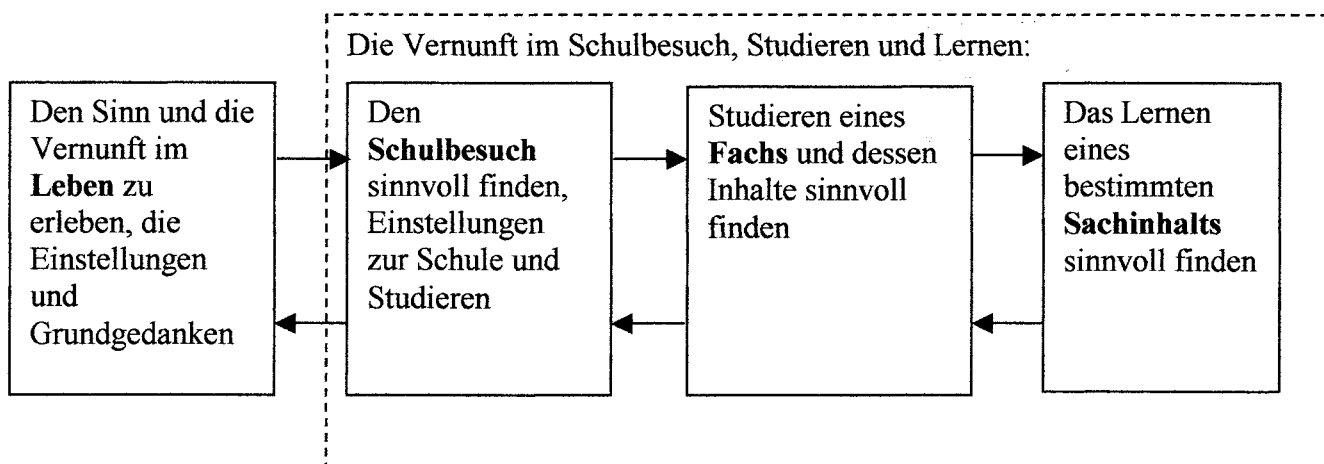 Die Vernunft im Schulbesuch, Studieren und Lernen:
Den Sinn und die
Vernunft im
Leben zu
erleben, die
Einstellungen
und
Grundgedanken
Den
Schulbesuch
sinnvoll finden,
Einstellungen
zur Schule und
Studieren
Studieren eines
Fachs und dessen
Inhalte sinnvoll
finden
Das Lernen
eines
bestimmten
Sachinhalts
sinnvoll finden